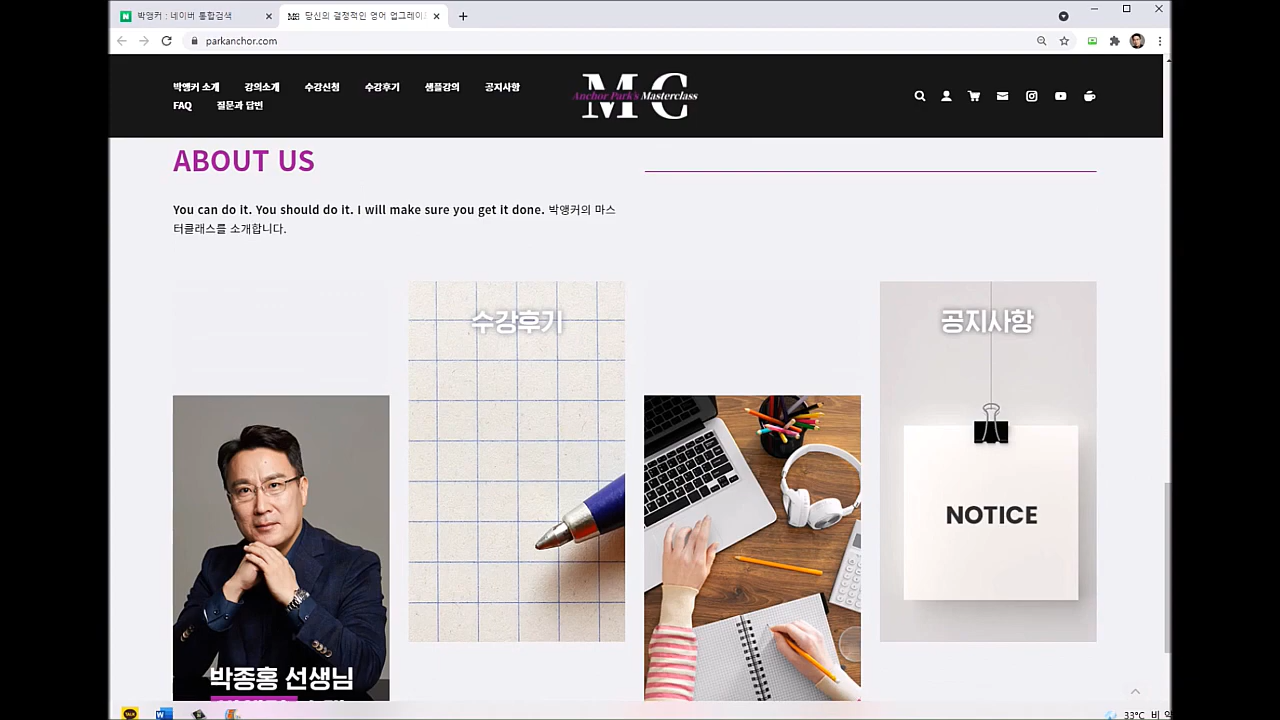 박앵커 : 네이버 통합검색
당신의 결정적인 영어 업그레이드
parkanchor.com
박앵커 소개 강의소개 수강신청 수강후기 샘플강의 공지사항
FAQ 질문과 답변
MC
Anchor Park's Masterclass
ABOUT US
You can do it. You should do it. I will make sure you get it done. 박앵커의 마스
터클래스를 소개합니다.
수강후기
공지사항
NOTICE
박종홍 선생님
33°C